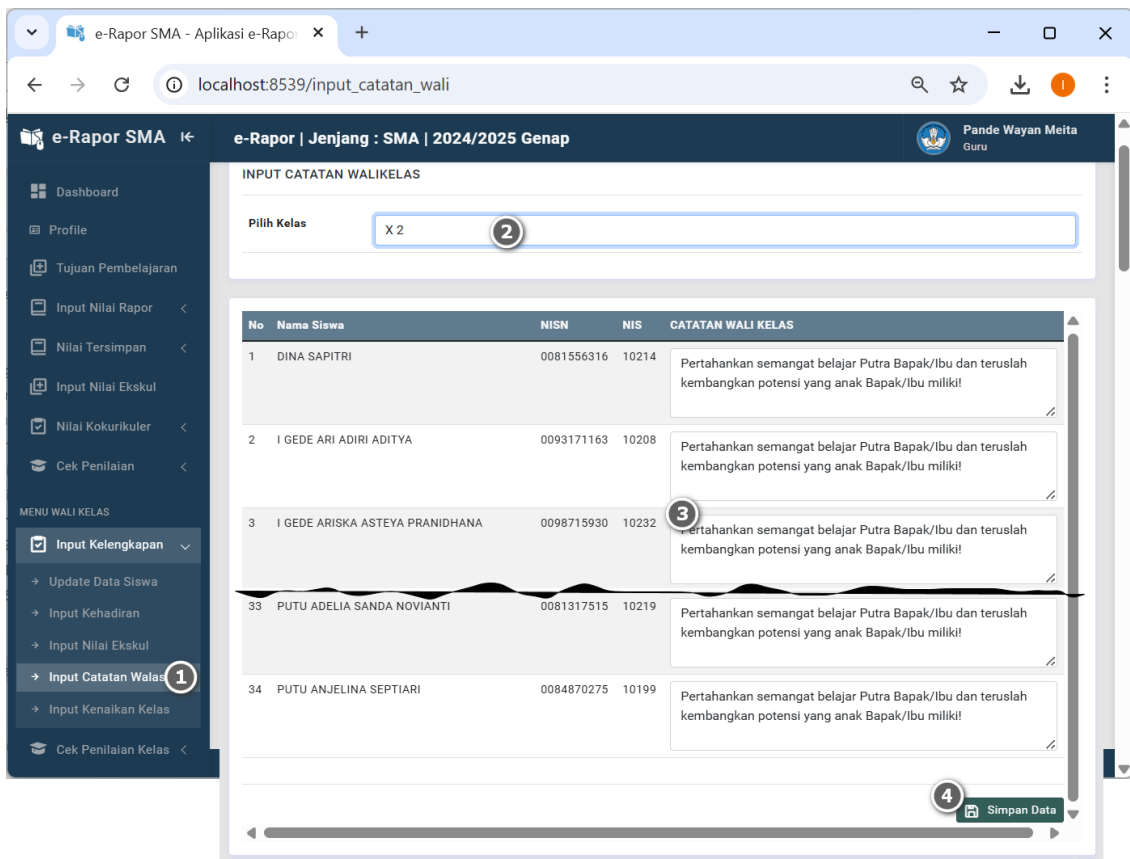 e-Rapor SMA - Aplikasi e-Rapor
localhost:8539/input_catatan_wali
I
e-Rapor SMA
e-Rapor | Jenjang : SMA | 2024/2025 Genap
Pande Wayan Meita
Guru
Dashboard
Profile
Tujuan Pembelajaran
Input Nilai Rapor
Nilai Tersimpan
Input Nilai Ekskul
Nilai Kokurikuler
Cek Penilaian
MENU WALI KELAS
Input Kelengkapan
Update Data Siswa
Input Kehadiran
Input Nilai Ekskul
Input Catatan Walas 1
Input Kenaikan Kelas
Cek Penilaian Kelas
INPUT CATATAN WALIKELAS
Pilih Kelas X 2 2
No Nama Siswa NISN NIS CATATAN WALI KELAS
1 DINA SAPITRI 0081556316 10214
Pertahankan semangat belajar Putra Bapak/Ibu dan teruslah
kembangkan potensi yang anak Bapak/Ibu miliki!
2 I GEDE ARI ADIRI ADITYA 0093171163 10208
Pertahankan semangat belajar Putra Bapak/Ibu dan teruslah
kembangkan potensi yang anak Bapak/Ibu miliki!
3 I GEDE ARISKA ASTEYA PRANIDHANA 0098715930 10232
3
Pertahankan semangat belajar Putra Bapak/Ibu dan teruslah
kembangkan potensi yang anak Bapak/Ibu miliki!
33 PUTU ADELIA SANDA NOVIANTI 0081317515 10219
Pertahankan semangat belajar Putra Bapak/Ibu dan teruslah
kembangkan potensi yang anak Bapak/Ibu miliki!
34 PUTU ANJELINA SEPTIARI 0084870275 10199
Pertahankan semangat belajar Putra Bapak/Ibu dan teruslah
kembangkan potensi yang anak Bapak/Ibu miliki!
4
Simpan Data